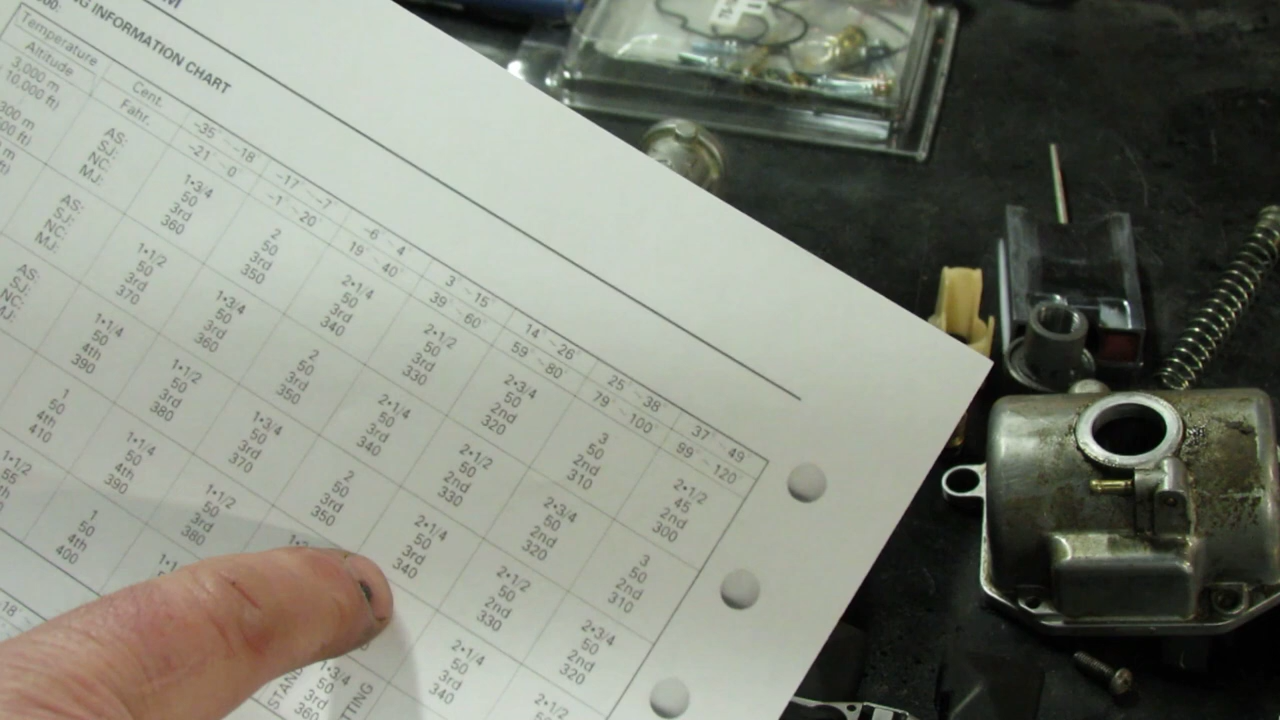 INFORMATION CHART
Temperature Cent. -35°~-18° -17°~-7° -6°~4° 3°~15° 14°~26° 25°~38° 37°~49°
Altitude Fahr. -21°~0° -1°~20° 19°~40° 39°~60° 59°~80° 79°~100° 99°~120°
3,000 m AS: 1•3/4 2 2•1/4 2•1/2 2•3/4 3 2•1/2
10,000 ft) SJ: 50 50 50 50 50 50 45
NC: 3rd 3rd 3rd 3rd 2nd 2nd 2nd
MJ: 360 350 340 330 320 310 300
300 m AS: 1•1/2 1•3/4 2 2•1/4 2•1/2 2•3/4 3
ft) SJ: 50 50 50 50 50 50 50
NC: 3rd 3rd 3rd 3rd 2nd 2nd 2nd
MJ: 370 360 350 340 330 320 310
m AS: 1•1/4 1•1/2 1•3/4 2 2•1/4 2•1/2 2•3/4
ft) SJ: 50 50 50 50 50 50 50
NC: 4th 3rd 3rd 3rd 3rd 2nd 2nd
MJ: 390 380 370 350 340 330 320
1 1•1/4 1•1/2 2•1/4 2•1/2
50 50 50 50
4th 4th 3rd 3rd
410 390 380 340
1•1/2 1 1•3/4
55 50 50
4th 3rd
400 360